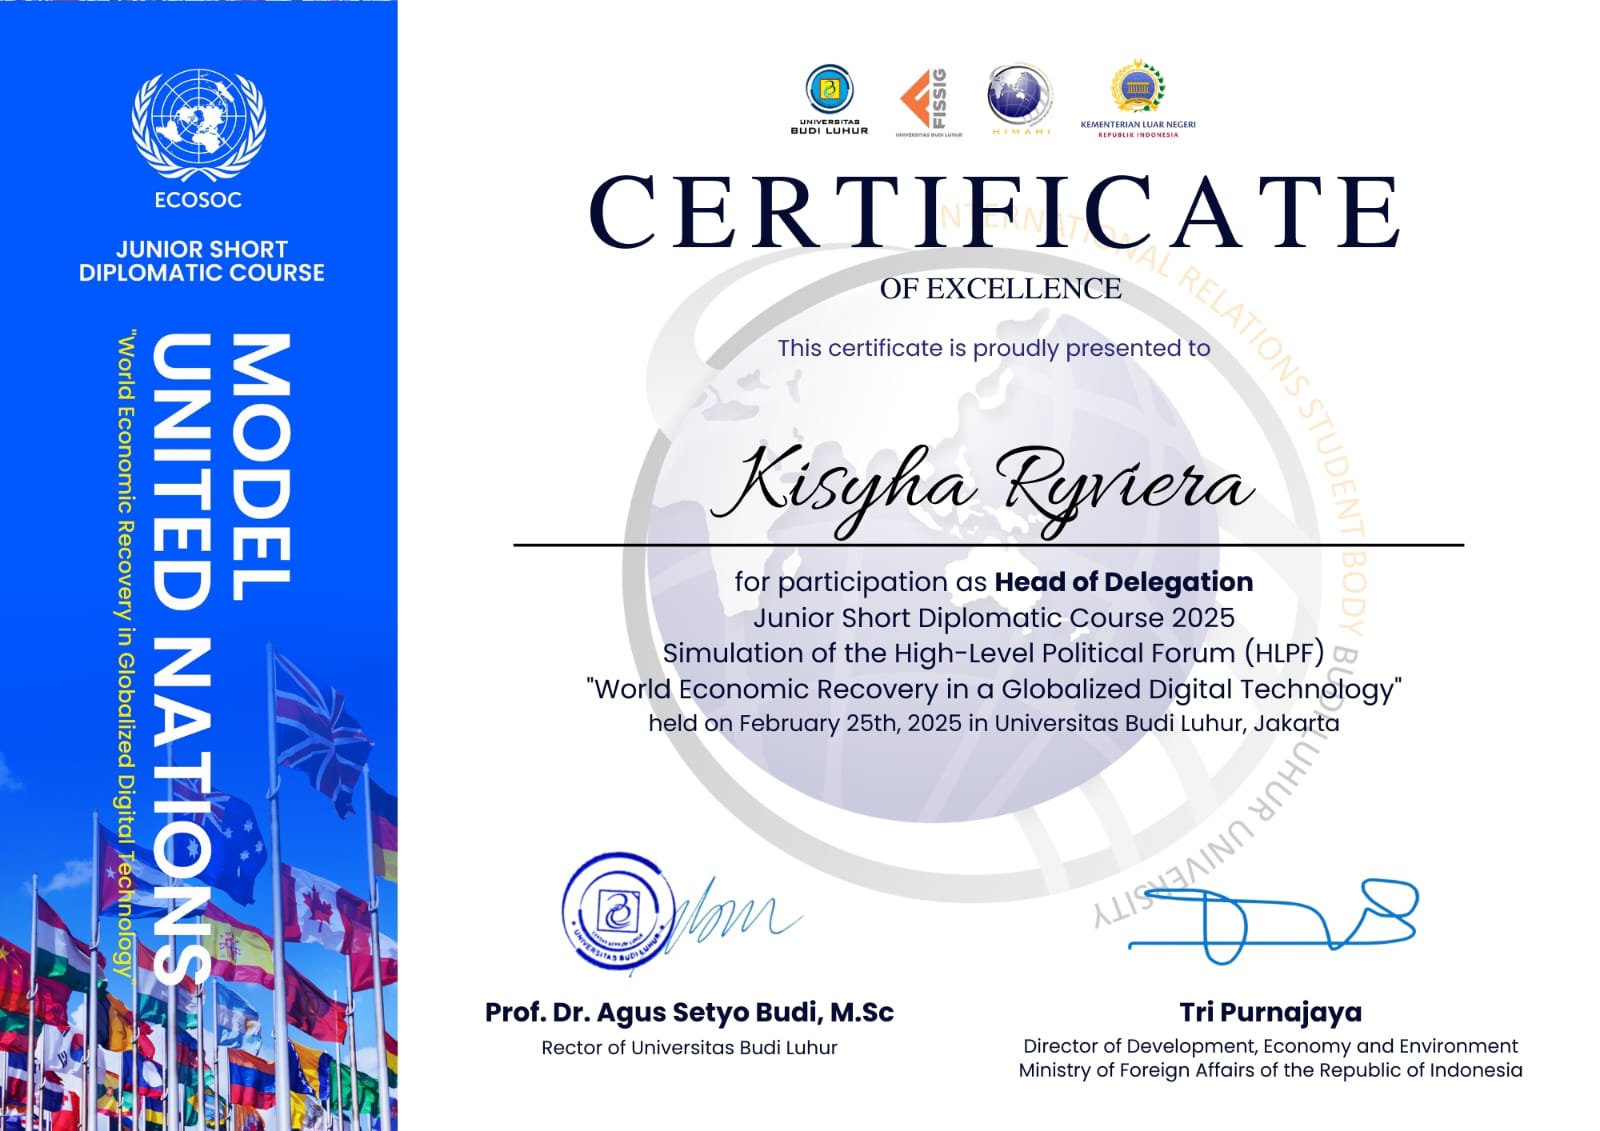 ECOSOC
JUNIOR SHORT
DIPLOMATIC COURSE
MODEL
UNITED NATIONS
"World Economic Recovery in Globalized Digital Technology"
UNIVERSITAS
BUDI LUHUR
FISSIG
UNIVERSITAS BUDI LUHUR
HIMAHI
KEMENTERIAN LUAR NEGERI
REPUBLIK INDONESIA
CERTIFICATE
OF EXCELLENCE
This certificate is proudly presented to
Kisyha Ryviera
for participation as Head of Delegation
Junior Short Diplomatic Course 2025
Simulation of the High-Level Political Forum (HLPF)
"World Economic Recovery in a Globalized Digital Technology"
held on February 25th, 2025 in Universitas Budi Luhur, Jakarta
INTERNATIONAL RELATIONS STUDENT BODY BUDI LUHUR UNIVERSITY
UNIVERSITAS BUDI LUHUR
Prof. Dr. Agus Setyo Budi, M.Sc
Rector of Universitas Budi Luhur
Tri Purnajaya
Director of Development, Economy and Environment
Ministry of Foreign Affairs of the Republic of Indonesia